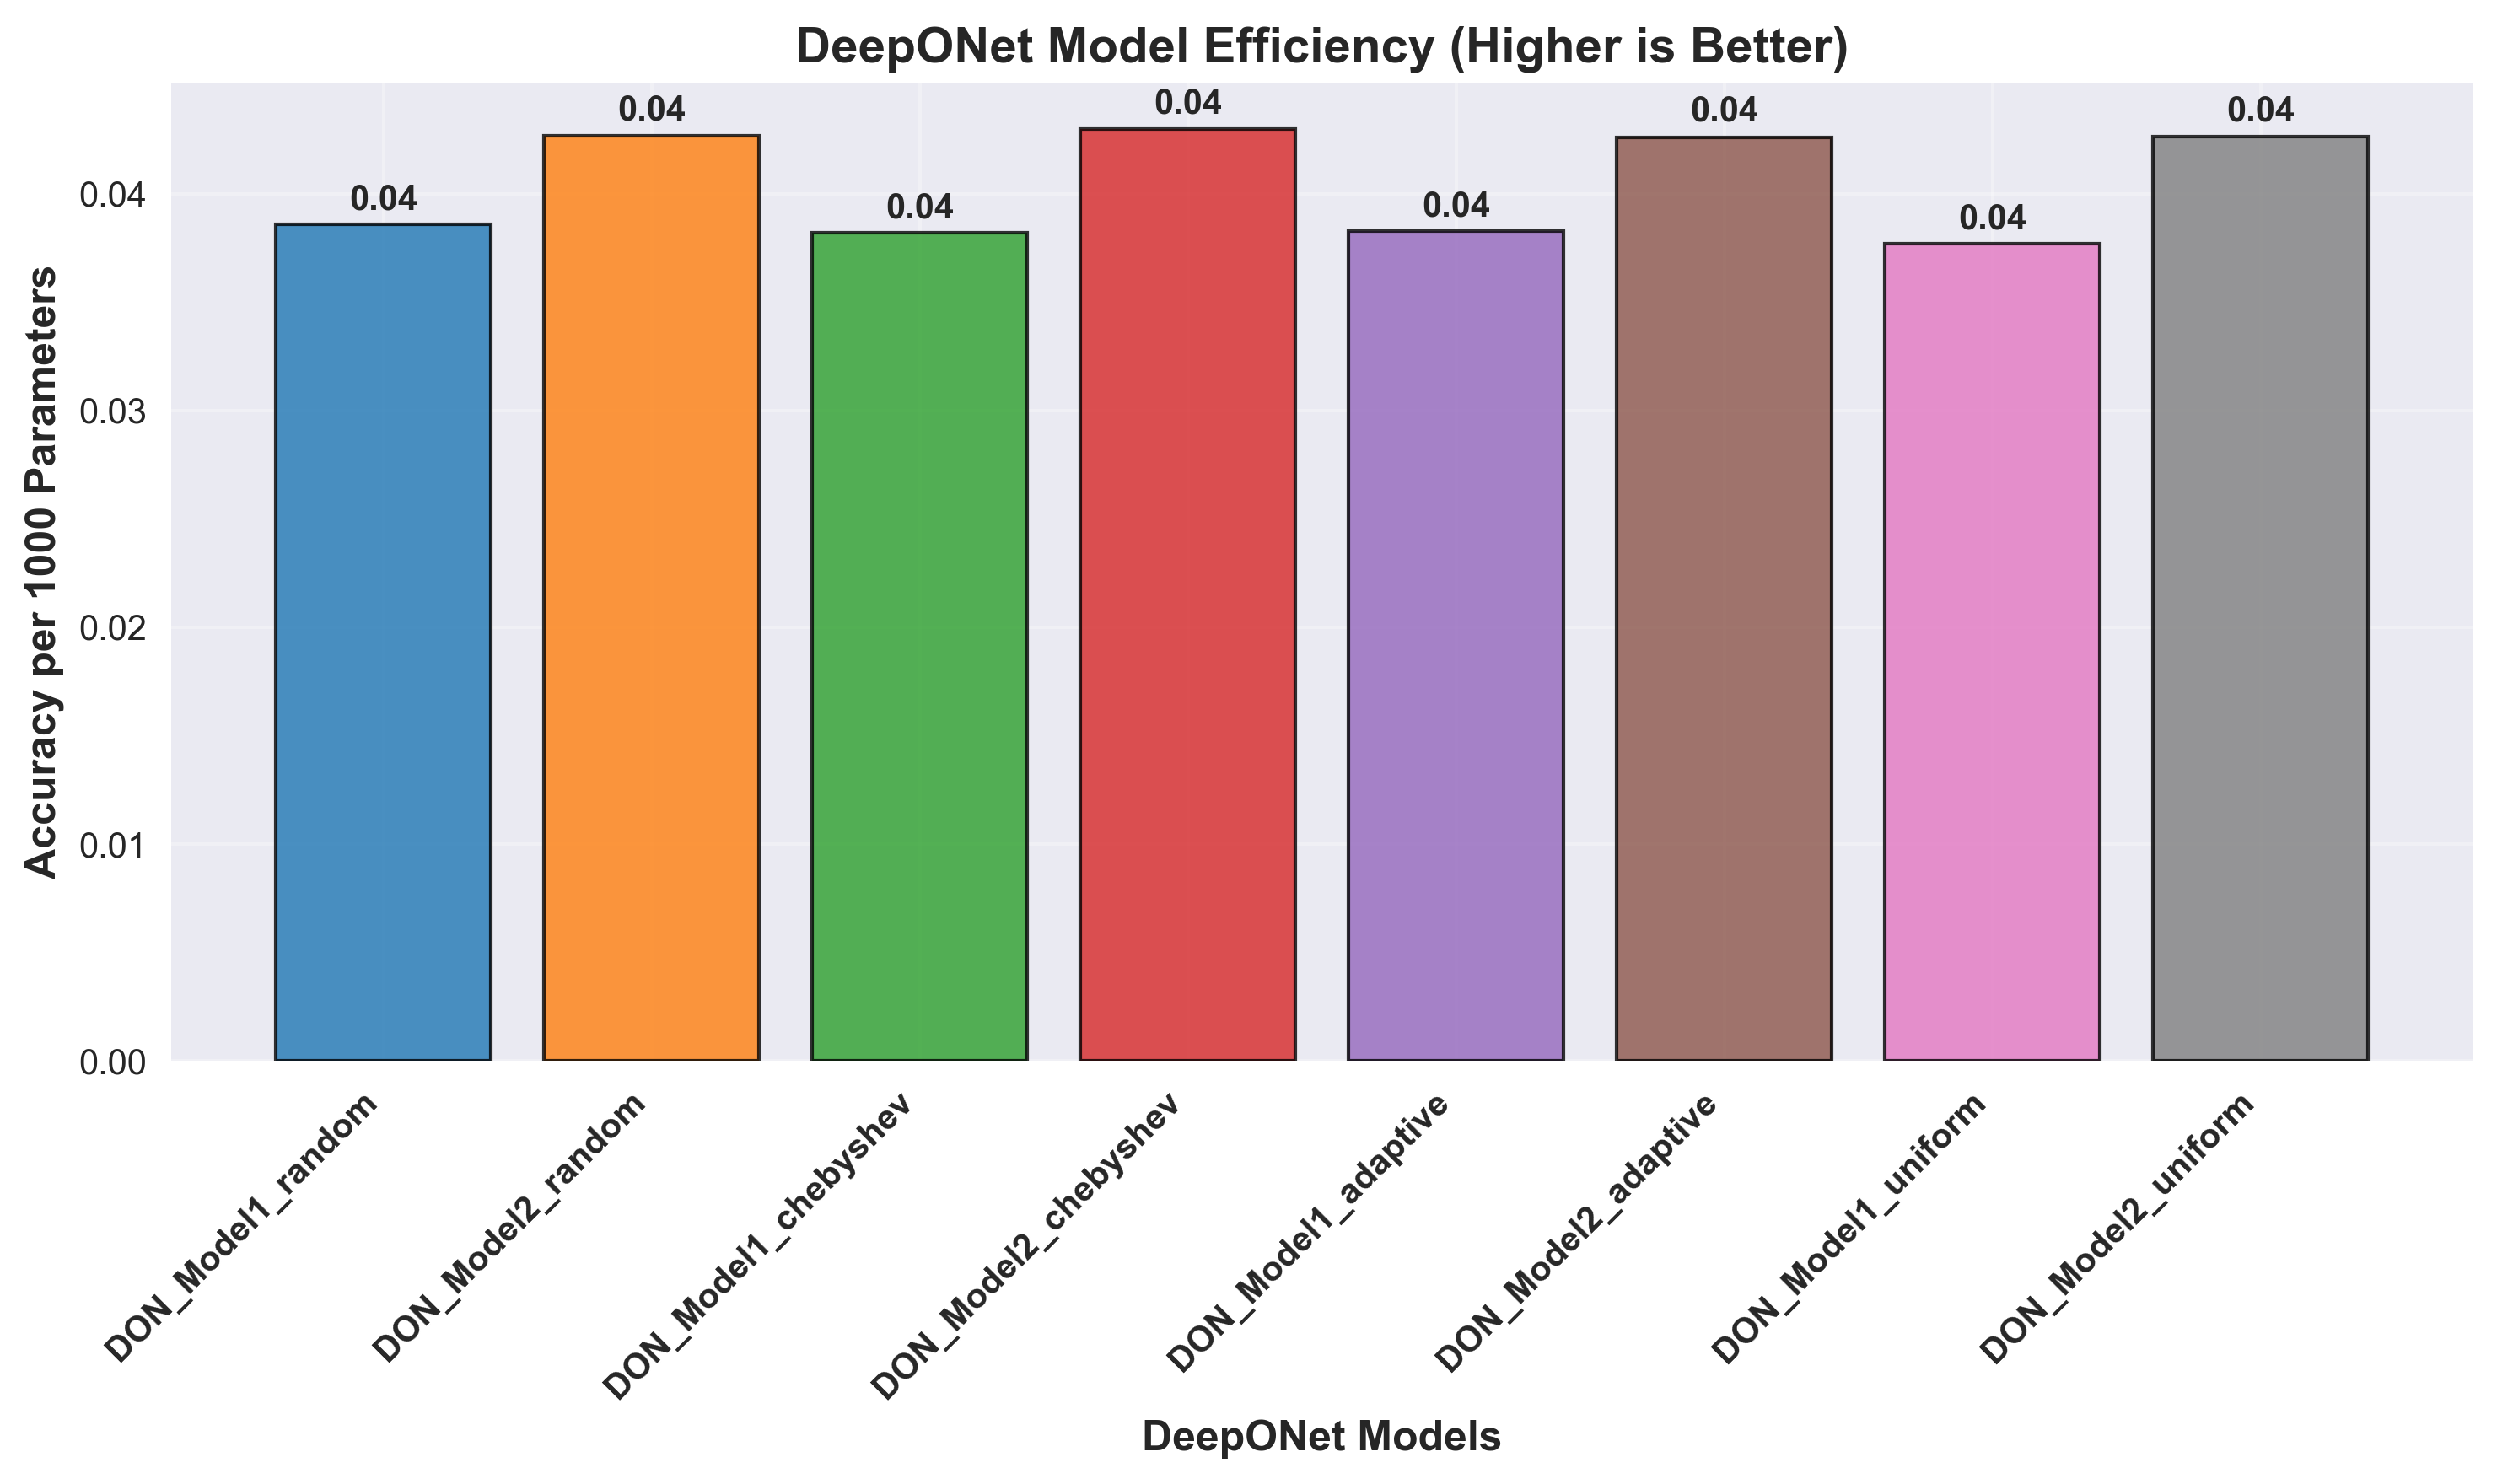 DeepONet Model Efficiency (Higher is Better)
Accuracy per 1000 Parameters
0.04
0.03
0.02
0.01
0.00
0.04
0.04
0.04
0.04
0.04
0.04
0.04
0.04
DON_Model1_random
DON_Model2_random
DON_Model1_chebyshev
DON_Model2_chebyshev
DON_Model1_adaptive
DON_Model2_adaptive
DON_Model1_uniform
DON_Model2_uniform
DeepONet Models